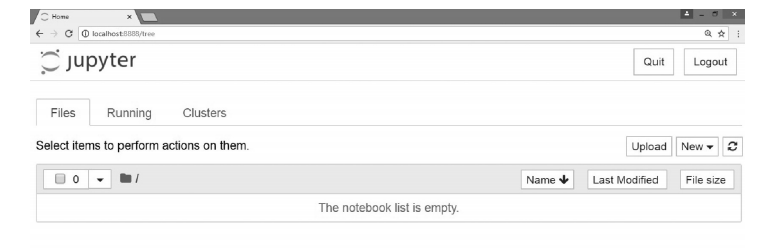 Home
localhost:8888/tree
jupyter
Quit Logout
Files Running Clusters
Select items to perform actions on them.
Upload New
0 /
Name Last Modified File size
The notebook list is empty.